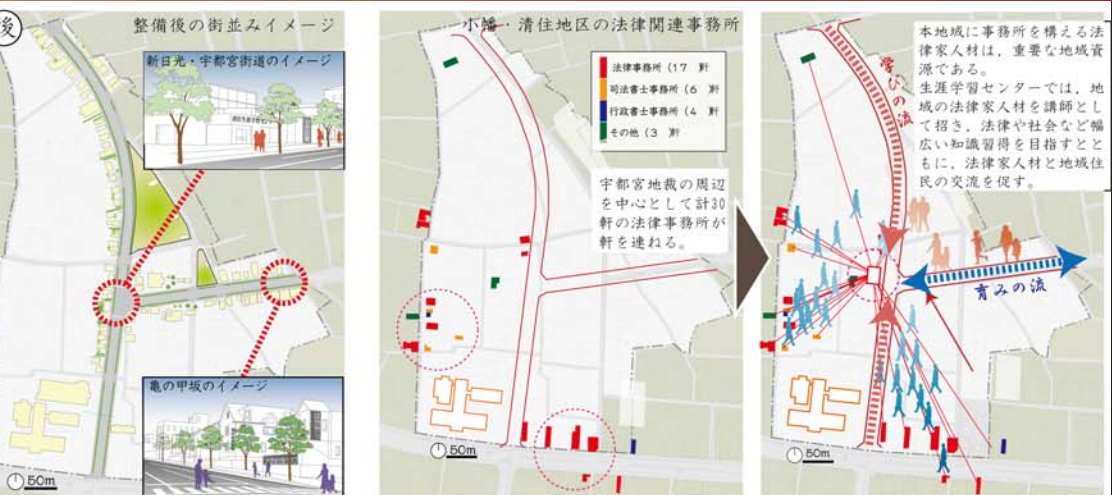 後
整備後の街並みイメージ
新日光・宇都宮街道のイメージ
亀の甲坂のイメージ
50m
小幡・清住地区の法律関連事務所
法律事務所(17)軒
司法書士事務所(6)軒
行政書士事務所(4)軒
その他(3)軒
宇都宮地裁の周辺
を中心として計30
軒の法律事務所が
軒を連ねる。
50m
本地域に事務所を構える法
律家人材は、重要な地域資
源である。
生涯学習センターでは、地
域の法律家人材を講師とし
て招き、法律や社会など幅
広い知識習得を目指すとと
もに、法律家人材と地域住
民の交流を促す。
学びの流
育みの流
50m